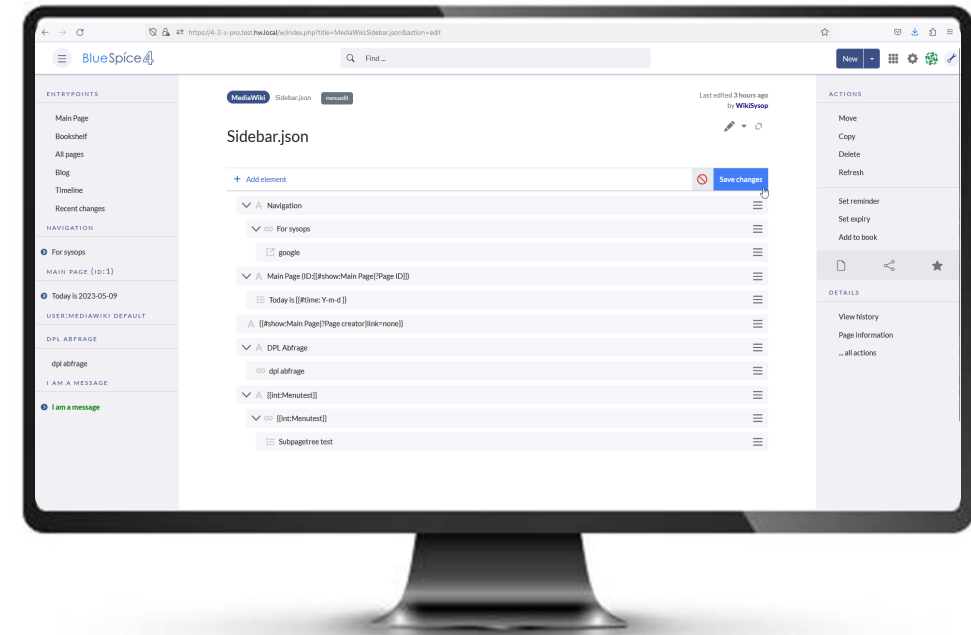 https://4-3-x-pro.test.hw.local/w/index.php?title=MediaWiki:Sidebar.json&action=edit
BlueSpice 4
Find ...
New
ENTRYPOINTS
Main Page
Bookshelf
All pages
Blog
Timeline
Recent changes
NAVIGATION
For sysops
MAIN PAGE (ID:1)
Today is 2023-05-09
USER:MEDIAWIKI DEFAULT
DPL ABFRAGE
dpl abfrage
I AM A MESSAGE
I am a message
MediaWiki Sidebar.json menuedit
Last edited 3 hours ago
by WikiSysop
Sidebar.json
+ Add element
Save changes
A Navigation
For sysops
google
A Main Page (ID:{{#show:Main Page|?Page ID}})
Today is {{#time: Y-m-d }}
A {{#show:Main Page|?Page creator|link=none}}
A DPL Abfrage
dpl abfrage
A {{int:Menutest}}
{{int:Menutest}}
Subpagetree test
ACTIONS
Move
Copy
Delete
Refresh
Set reminder
Set expiry
Add to book
DETAILS
View history
Page information
... all actions